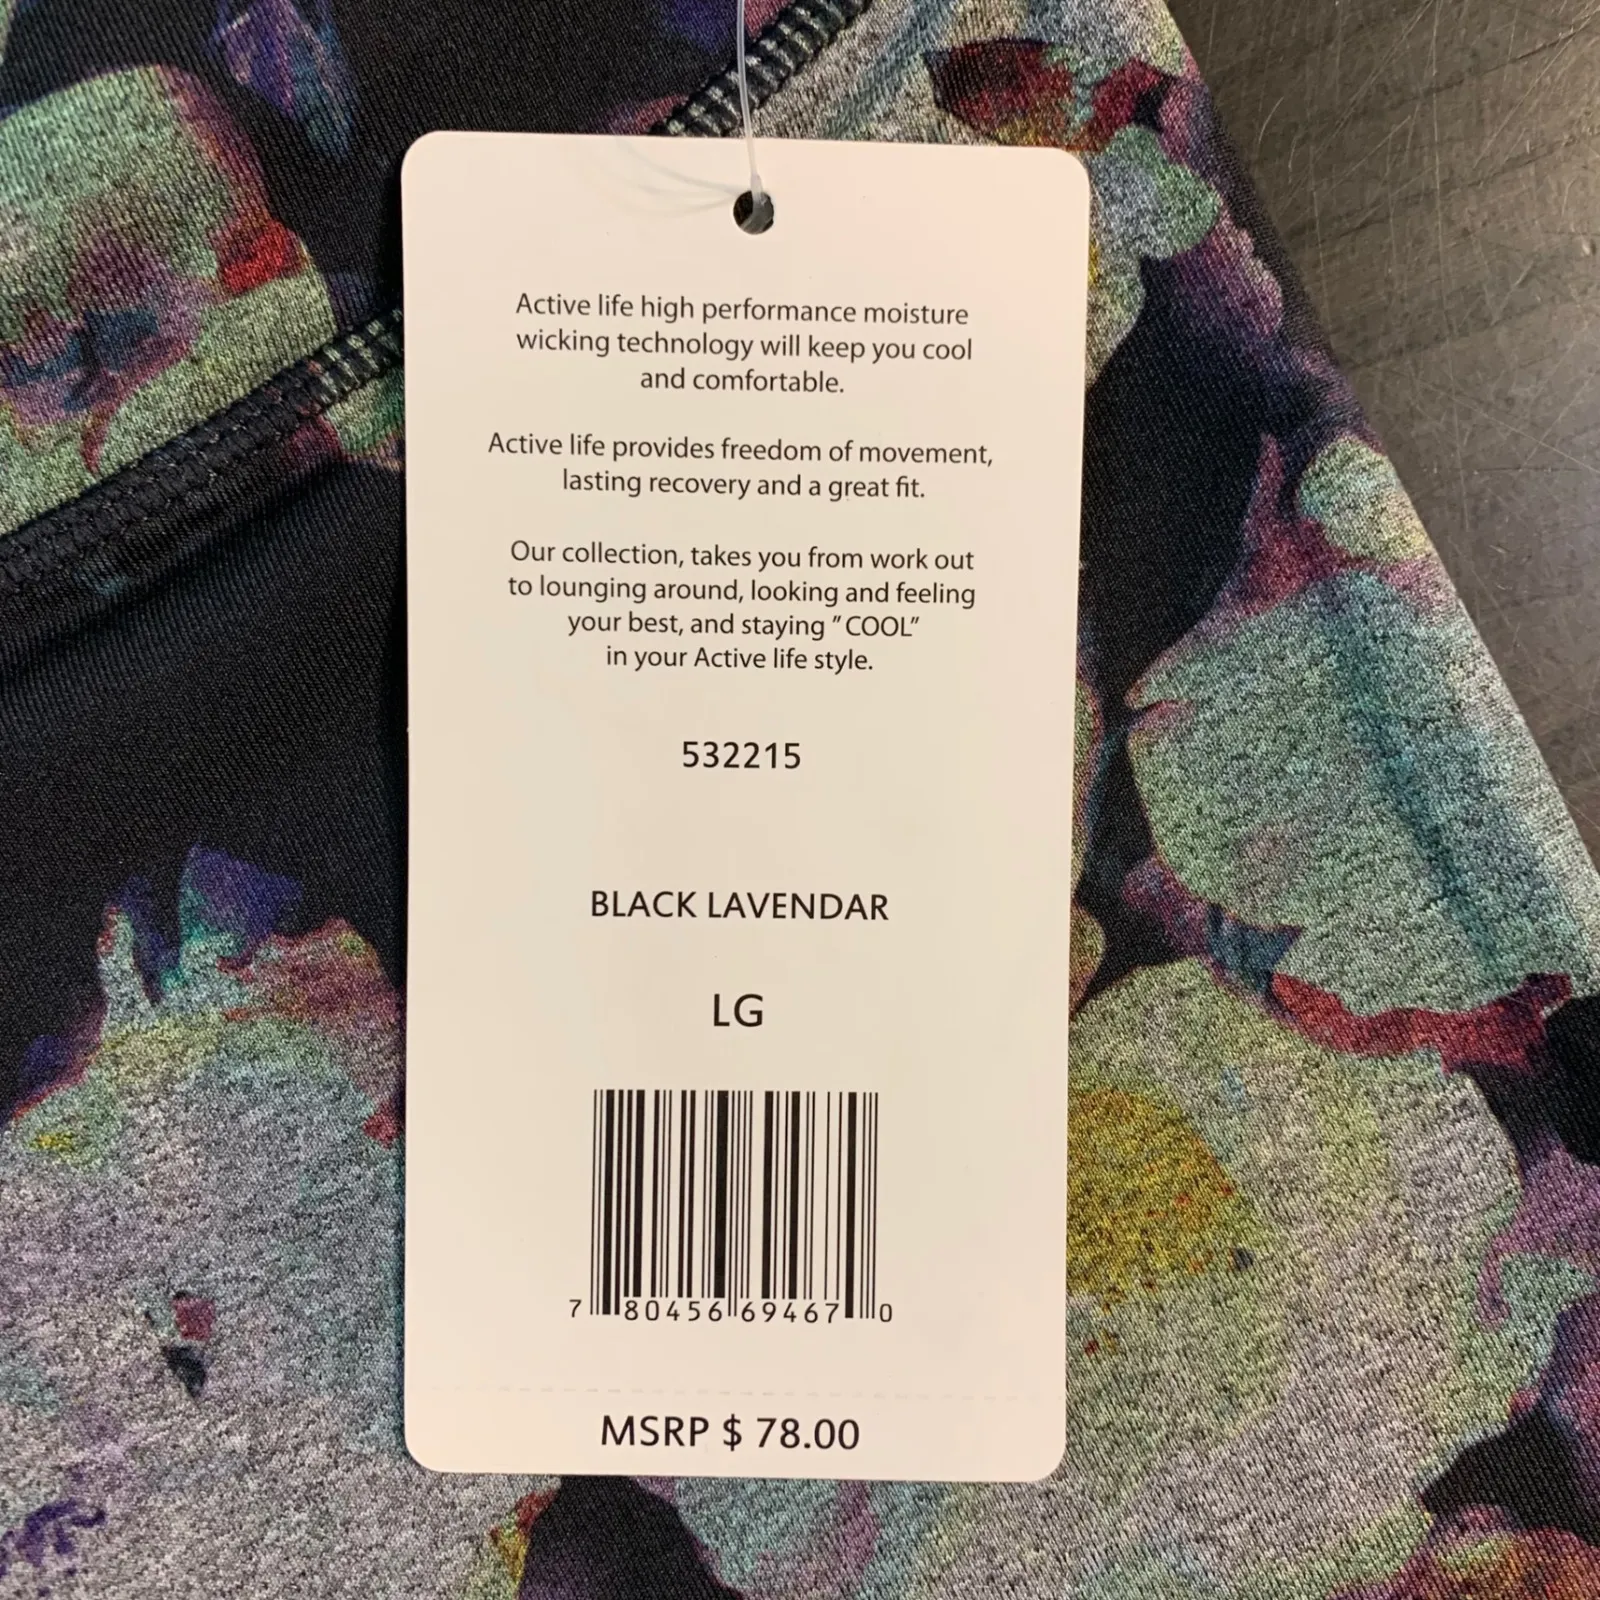 Active life high performance moisture
wicking technology will keep you cool
and comfortable.
Active life provides freedom of movement,
lasting recovery and a great fit.
Our collection, takes you from work out
to lounging around, looking and feeling
your best, and staying "COOL"
in your Active life style.
532215
BLACK LAVENDAR
LG
7 80456 69467 0
MSRP $ 78.00